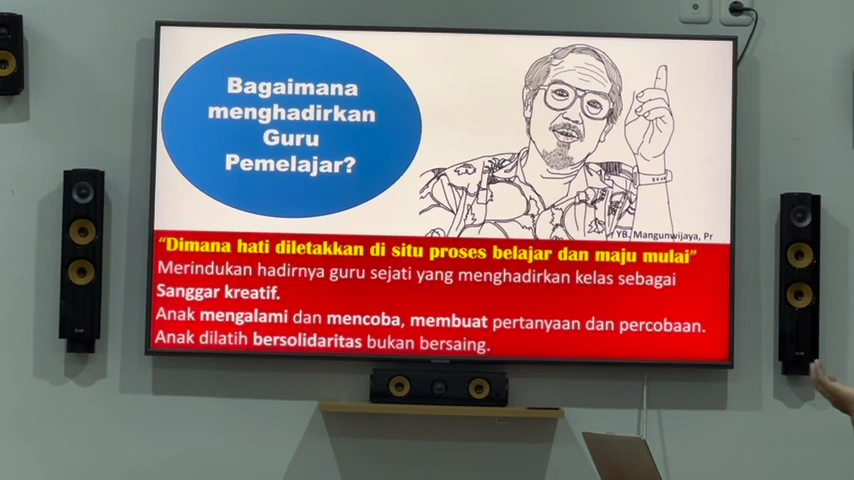 Bagaimana
menghadirkan
Guru
Pemelajar?
YB. Mangunwijaya, Pr
“Dimana hati diletakkan di situ proses belajar dan maju mulai”
Merindukan hadirnya guru sejati yang menghadirkan kelas sebagai
Sanggar kreatif.
Anak mengalami dan mencoba, membuat pertanyaan dan percobaan.
Anak dilatih bersolidaritas bukan bersaing.